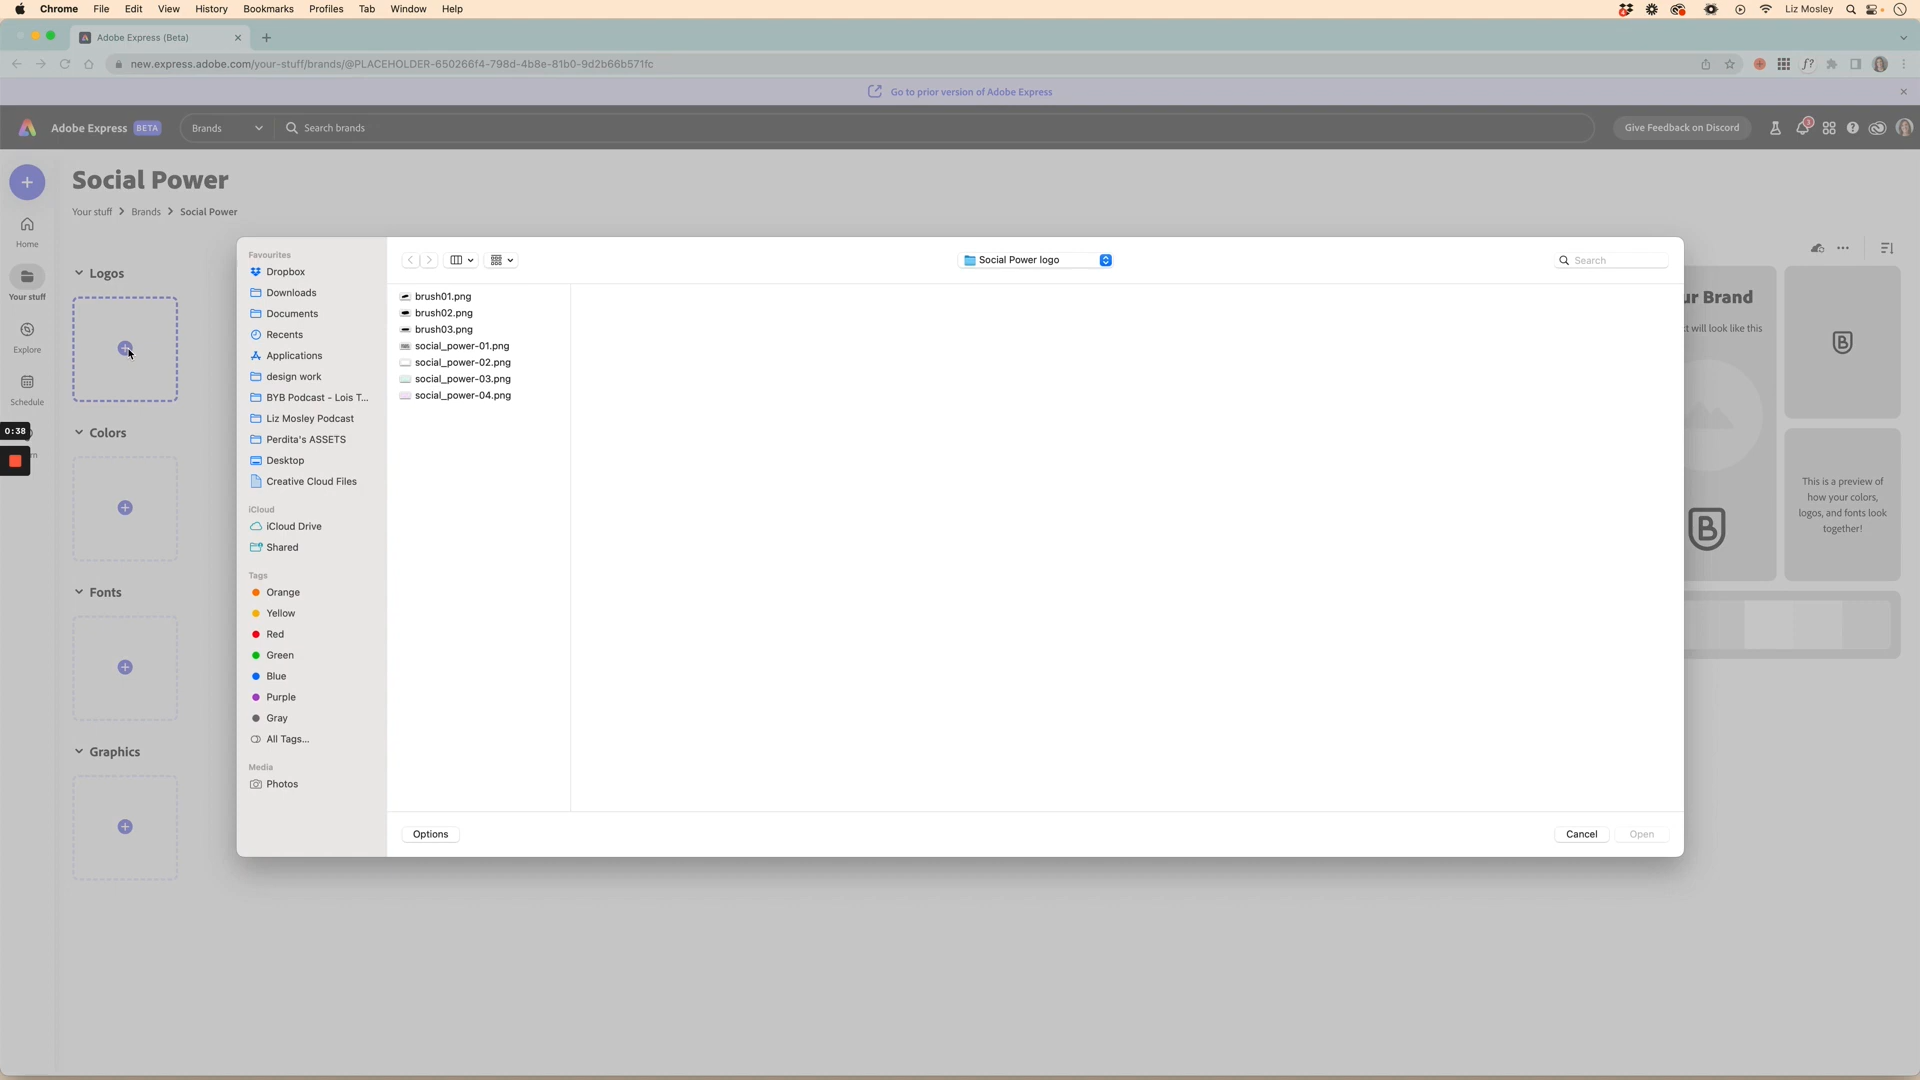 Chrome File Edit View History Bookmarks Profiles Tab Window Help Liz Mosley
Adobe Express (Beta)
new.express.adobe.com/your-stuff/brands/@PLACEHOLDER-650266f4-798d-4b8e-81b0-9d2b66b571fc
Go to prior version of Adobe Express
Adobe Express BETA Brands Search brands Give Feedback on Discord 3
Social Power
Your stuff Brands Social Power
Home
Your stuff
Explore
Schedule
0:38
Logos
Colors
Fonts
Graphics
Favourites
Dropbox
Downloads
Documents
Recents
Applications
design work
BYB Podcast - Lois T...
Liz Mosley Podcast
Perdita's ASSETS
Desktop
Creative Cloud Files
iCloud
iCloud Drive
Shared
Tags
Orange
Yellow
Red
Green
Blue
Purple
Gray
All Tags...
Media
Photos
Social Power logo
Search
brush01.png
brush02.png
brush03.png
social_power-01.png
social_power-02.png
social_power-03.png
social_power-04.png
Options
Cancel Open
ur Brand
ct will look like this
B
B
This is a preview of
how your colors,
logos, and fonts look
together!